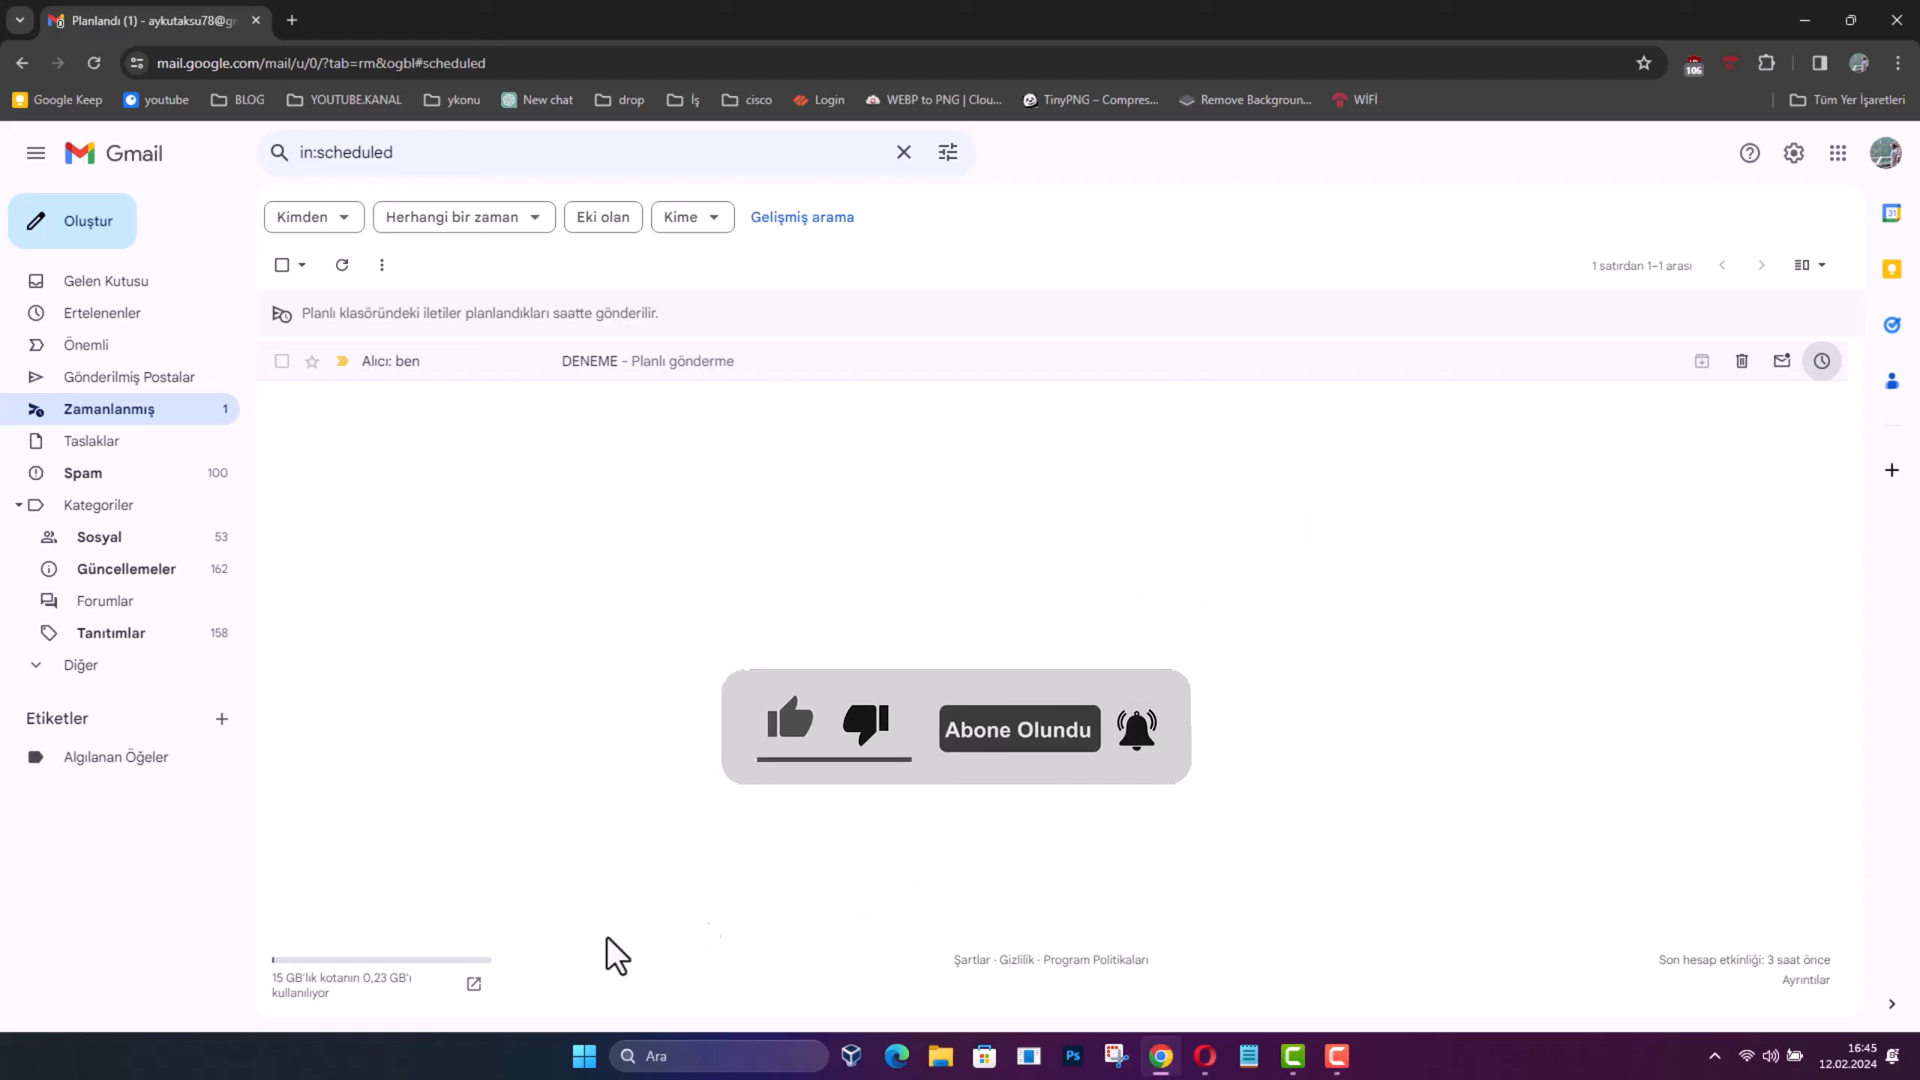 Planlandı (1) - aykutaksu78@gm
mail.google.com/mail/u/0/?tab=rm&ogbl#scheduled
106
Google Keep
youtube
BLOG
YOUTUBE.KANAL
ykonu
New chat
drop
İş
cisco
Login
WEBP to PNG | Clou...
TinyPNG – Compres...
Remove Backgroun...
WİFİ
Tüm Yer İşaretleri
Gmail
in:scheduled
Oluştur
Kimden
Herhangi bir zaman
Eki olan
Kime
Gelişmiş arama
1 satırdan 1–1 arası
Planlı klasöründeki iletiler planlandıkları saatte gönderilir.
Alıcı: ben
DENEME - Planlı gönderme
Gelen Kutusu
Ertelenenler
Önemli
Gönderilmiş Postalar
Zamanlanmış 1
Taslaklar
Spam 100
Kategoriler
Sosyal 53
Güncellemeler 162
Forumlar
Tanıtımlar 158
Diğer
Etiketler
Algılanan Öğeler
31
Abone Olundu
15 GB'lık kotanın 0,23 GB'ı
kullanılıyor
Şartlar · Gizlilik · Program Politikaları
Son hesap etkinliği: 3 saat önce
Ayrıntılar
Ara
Ps
16:45
12.02.2024